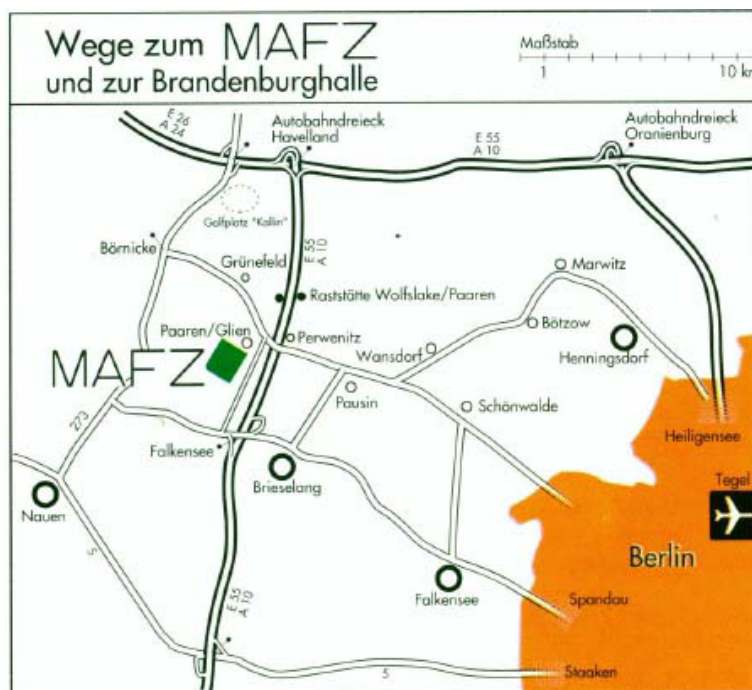 Wege zum MAFZ
und zur Brandenburghalle
Maßstab
1 10 km
E 26
A 24
Autobahndreieck
Havelland
E 55
A 10
Autobahndreieck
Oranienburg
Golfplatz "Kallin"
Börnicke
Grünefeld
E 55
A 10
Marwitz
Raststätte Wolfslake/Paaren
Paaren/Glien
Perwenitz
Bötzow
Wansdorf
Henningsdorf
MAFZ
Pausin
Schönwalde
273
Falkensee
Heiligensee
Brieselang
Tegel
Nauen
5
Berlin
E 55
A 10
Falkensee
Spandau
5
Staaken